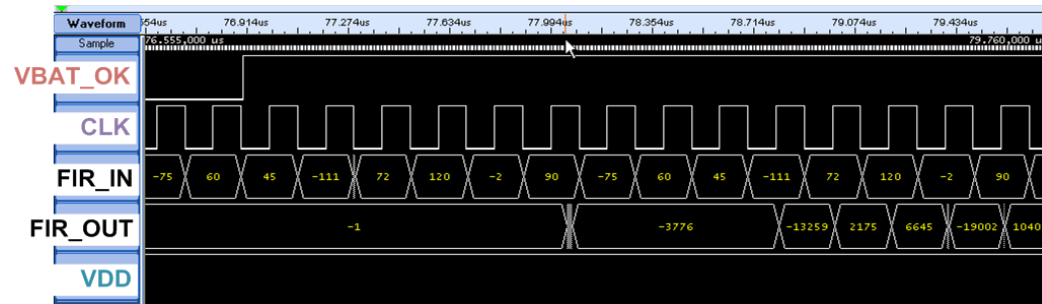 Waveform 554us 76.914us 77.274us 77.634us 77.994us 78.354us 78.714us 79.074us 79.434us
Sample 76.555,000 us 79.760,000 u
VBAT_OK
CLK
FIR_IN -75 60 45 -111 72 120 -2 90 -75 60 45 -111 72 120 -2 90
FIR_OUT -1 -3776 -13259 2175 6645 -19002 1040
VDD